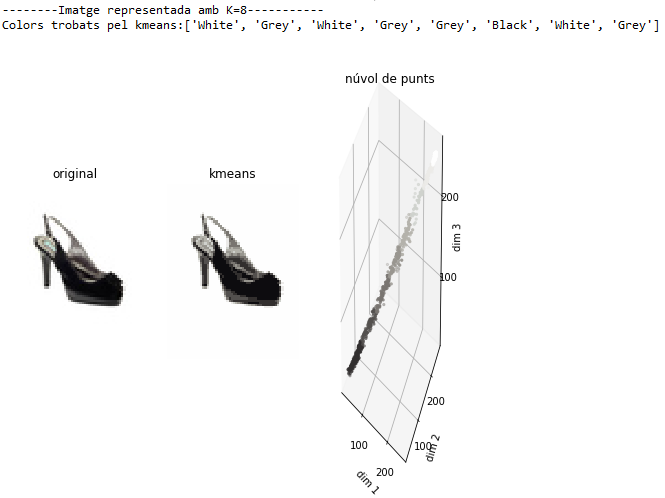 --------Imatge representada amb K=8-----------
Colors trobats pel kmeans:['White', 'Grey', 'White', 'Grey', 'Grey', 'Black', 'White', 'Grey']
núvol de punts
original
kmeans
200
dim 3
100
200
100
dim 2
100
200
dim 1